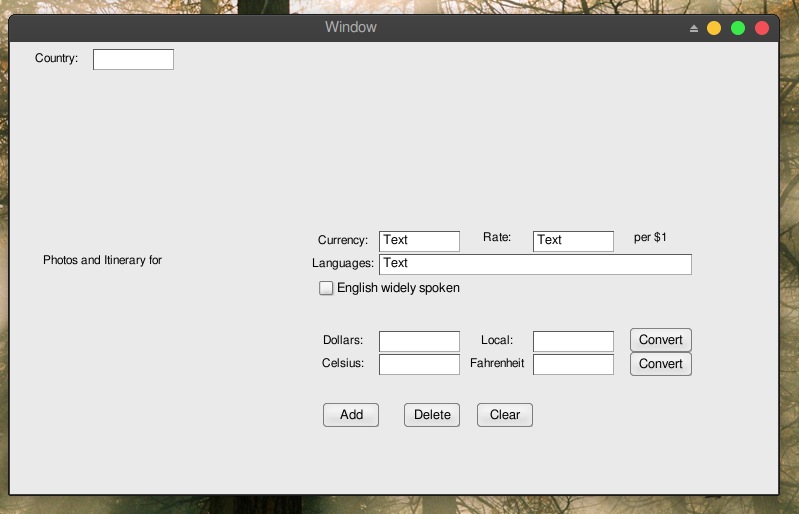 Window
Country:
Currency: Text Rate: Text per $1
Photos and Itinerary for
Languages: Text
English widely spoken
Dollars: Local: Convert
Celsius: Fahrenheit Convert
Add Delete Clear